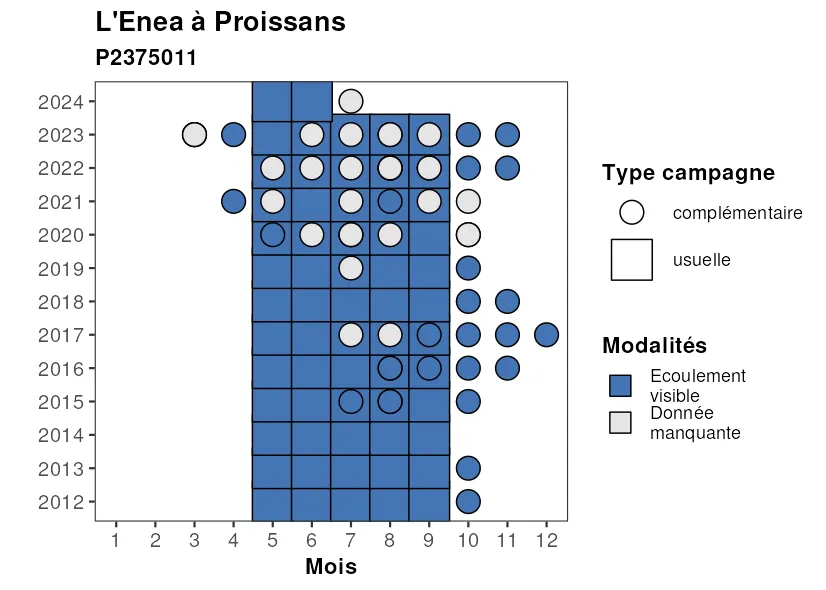 L'Enea à Proissans
P2375011
2024
2023
2022
2021
2020
2019
2018
2017
2016
2015
2014
2013
2012
1 2 3 4 5 6 7 8 9 10 11 12
Mois
Type campagne
complémentaire
usuelle
Modalités
Ecoulement
visible
Donnée
manquante